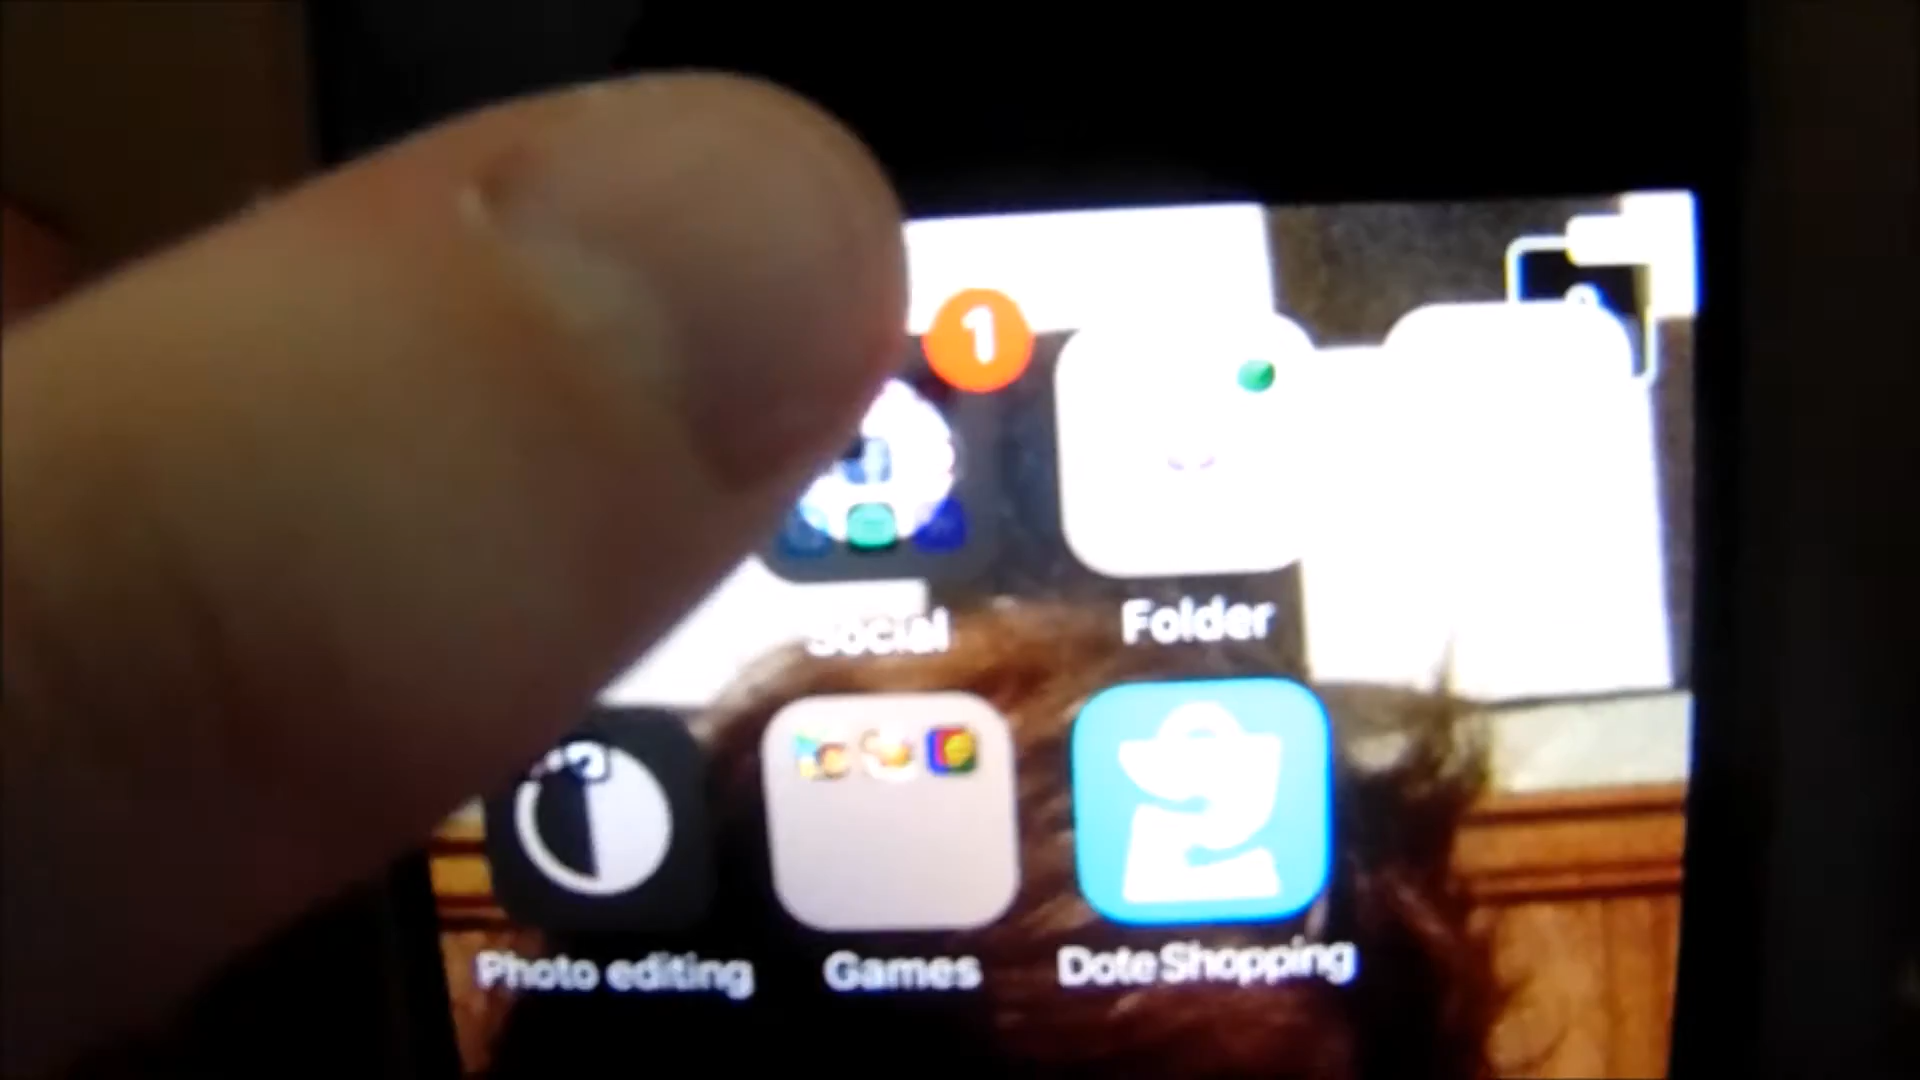 1
Social
Folder
Photo editing
Games
Dote Shopping